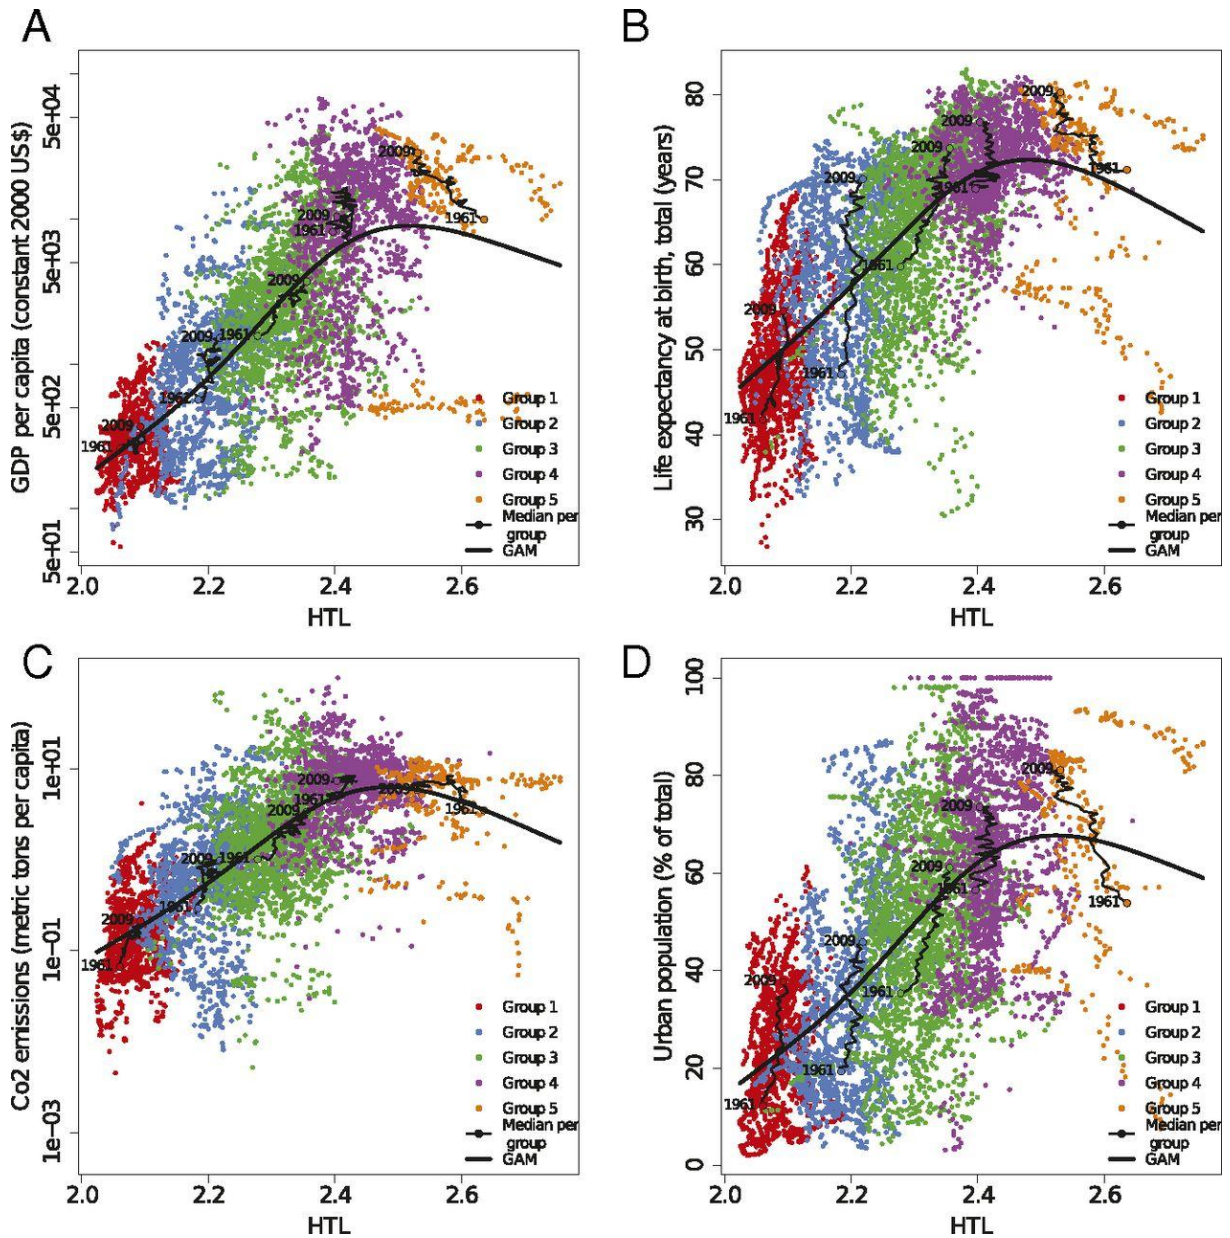 A
GDP per capita (constant 2000 US$)
5e+04
5e+03
5e+02
5e+01
2009
1961
2009
1961
2009
1961
2009
1961
2009
1961
Group 1
Group 2
Group 3
Group 4
Group 5
Median per
group
GAM
2.0 2.2 2.4 2.6
HTL
B
Life expectancy at birth, total (years)
80
70
60
50
40
30
2009
2009
2009
1961
1961
2009
1961
2009
1961
1961
Group 1
Group 2
Group 3
Group 4
Group 5
Median per
group
GAM
2.0 2.2 2.4 2.6
HTL
C
Co2 emissions (metric tons per capita)
1e+01
1e-01
1e-03
2009
2009
1961
1961
2009
2009
1961
1961
2009
1961
Group 1
Group 2
Group 3
Group 4
Group 5
Median per
group
GAM
2.0 2.2 2.4 2.6
HTL
D
Urban population (% of total)
100
80
60
40
20
0
2009
2009
2009
1961
1961
2009
1961
2009
1961
1961
Group 1
Group 2
Group 3
Group 4
Group 5
Median per
group
GAM
2.0 2.2 2.4 2.6
HTL